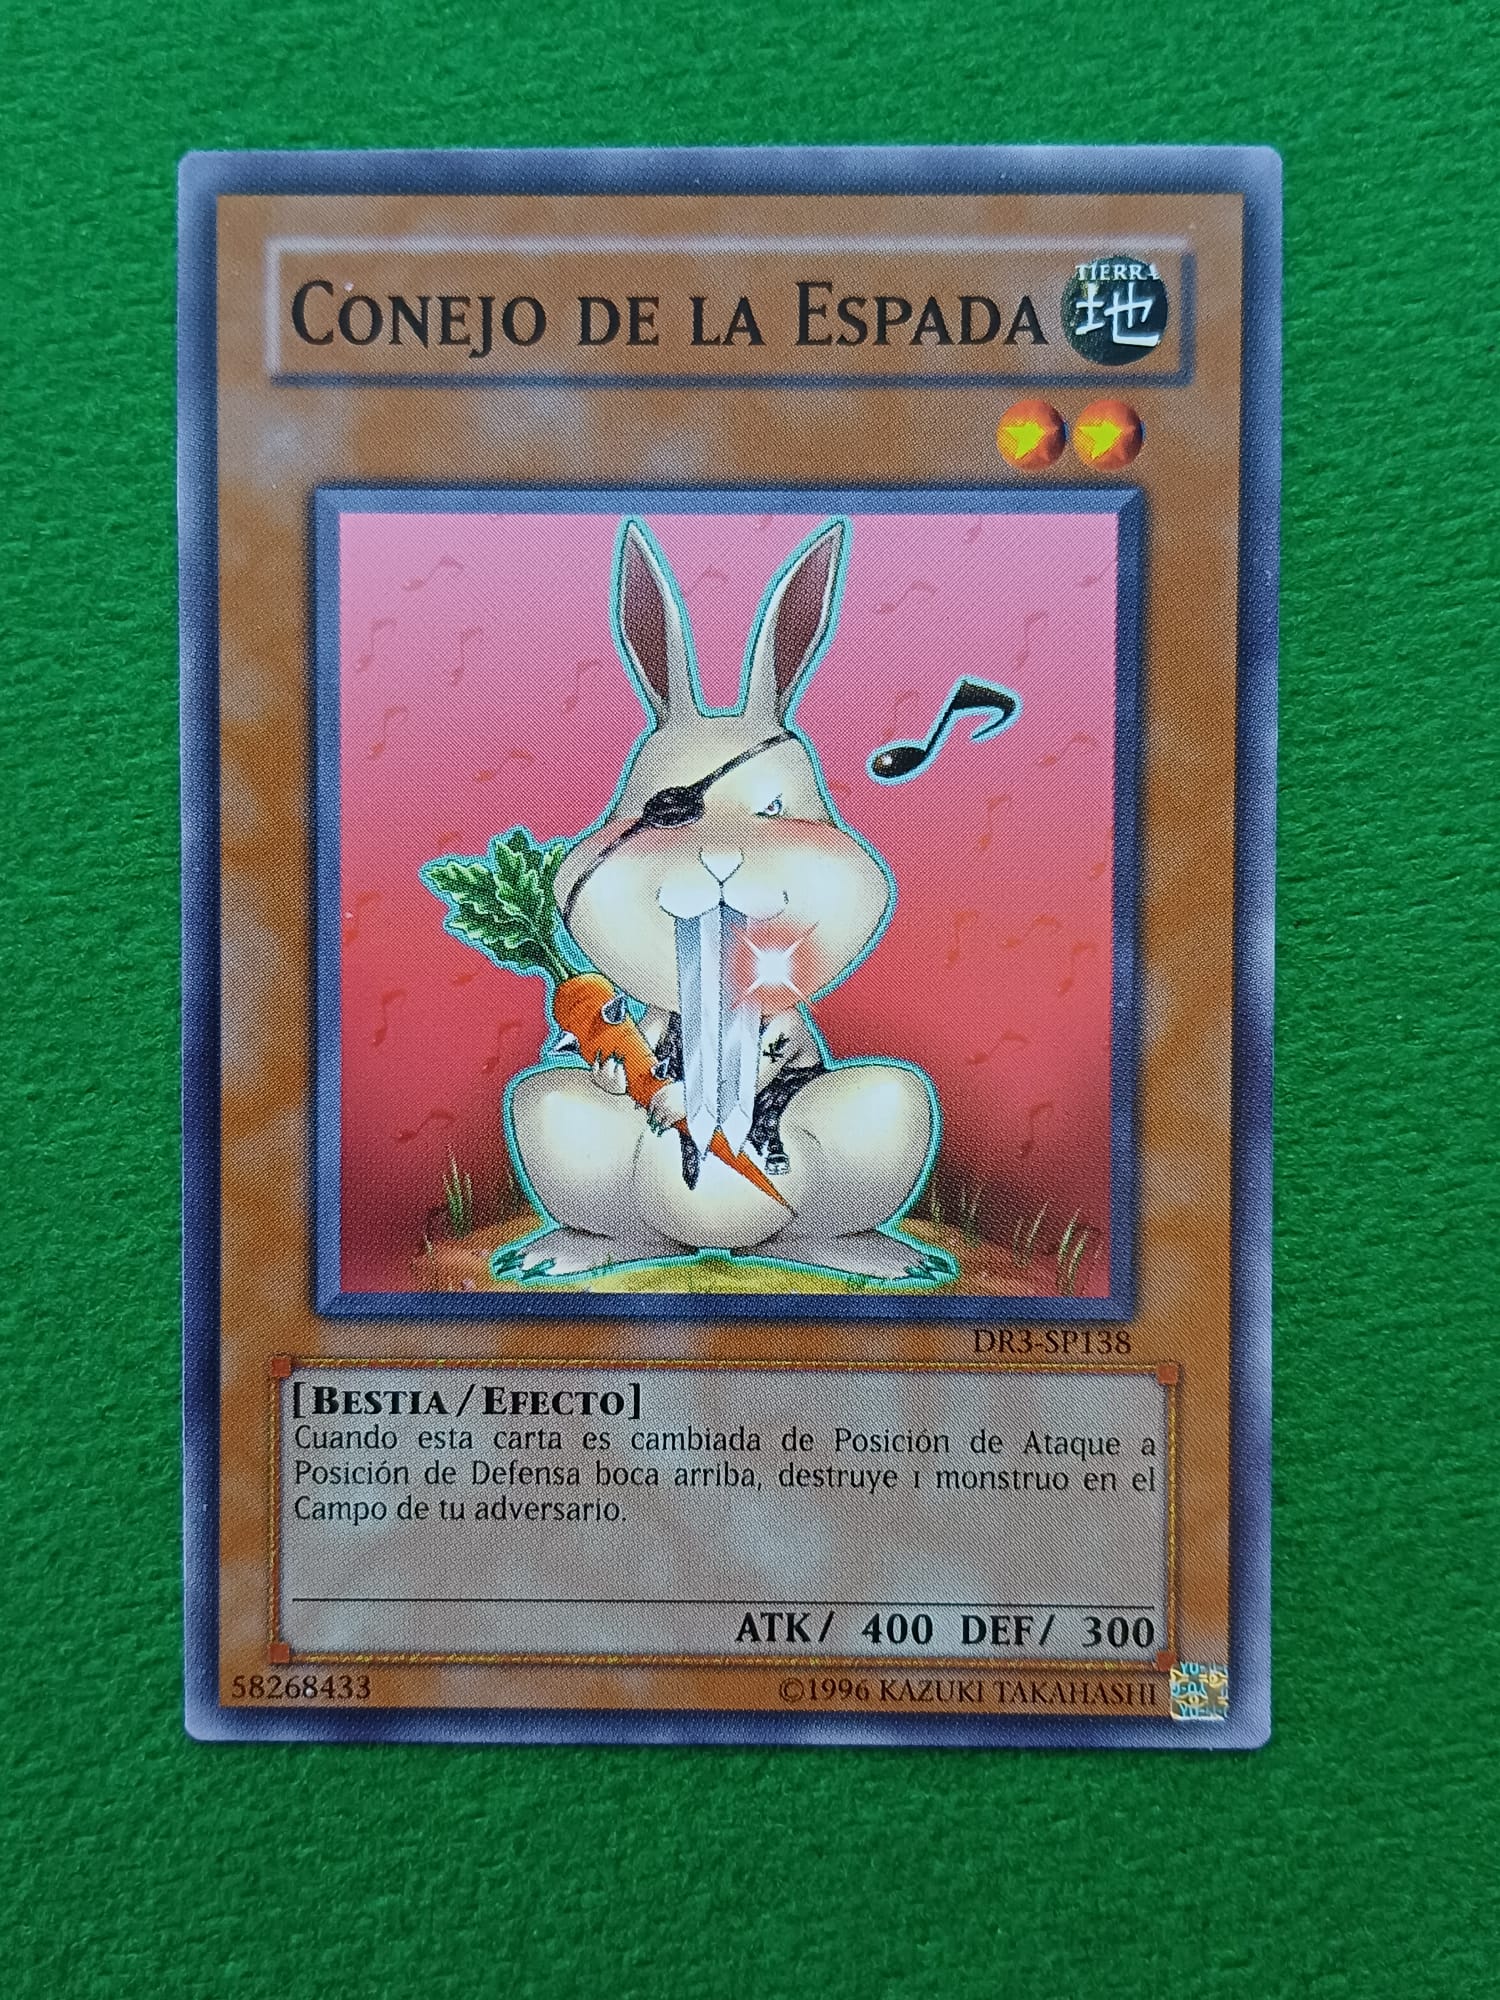 CONEJO DE LA ESPADA
TIERRA
地
DR3-SP138
[BESTIA/EFECTO]
Cuando esta carta es cambiada de Posición de Ataque a
Posición de Defensa boca arriba, destruye 1 monstruo en el
Campo de tu adversario.
ATK/ 400 DEF/ 300
58268433
©1996 KAZUKI TAKAHASHI